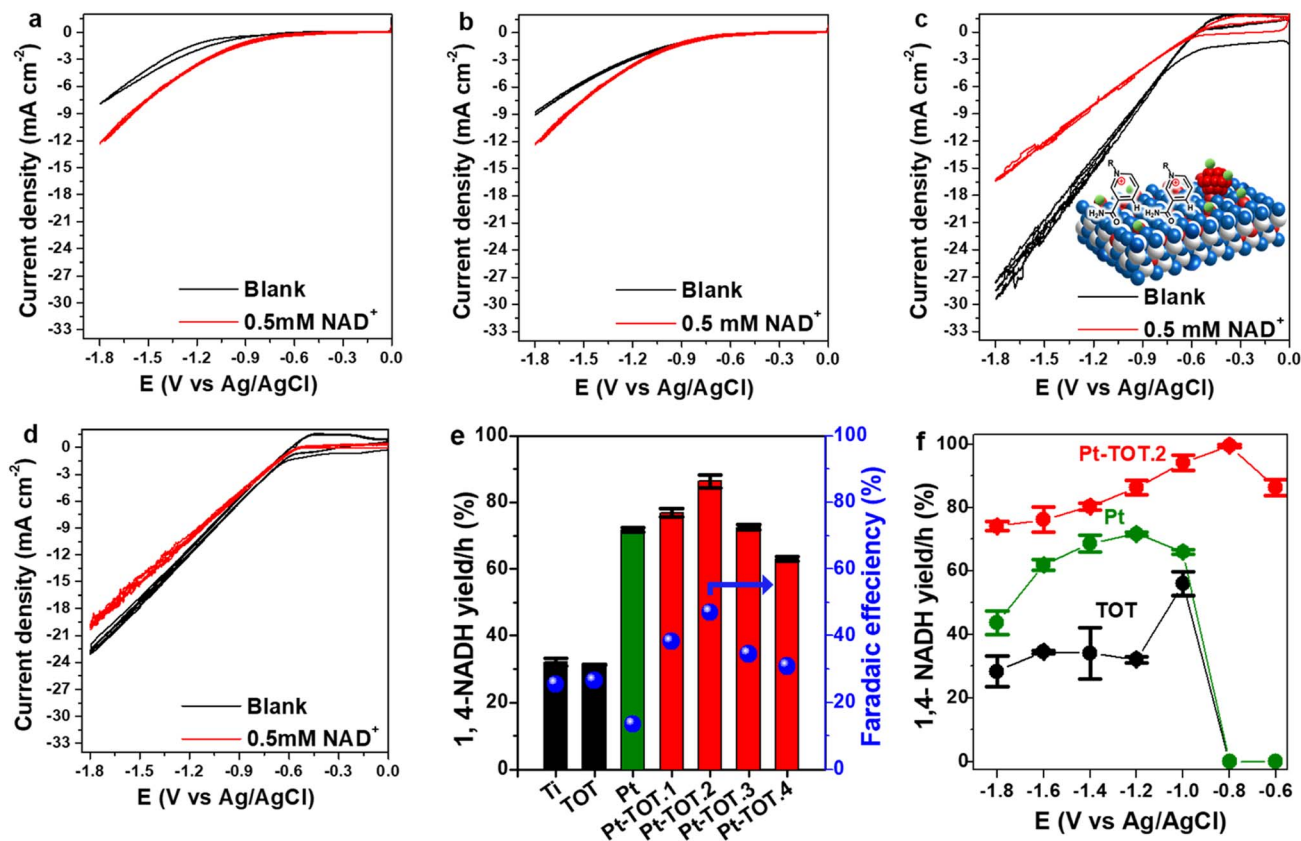 a
Current density (mA cm⁻²)
0
-3
-6
-9
-12
-15
-18
-21
-24
-27
-30
-33
Blank
0.5mM NAD⁺
-1.8 -1.5 -1.2 -0.9 -0.6 -0.3 0.0
E (V vs Ag/AgCl)
b
Current density (mA cm⁻²)
0
-3
-6
-9
-12
-15
-18
-21
-24
-27
-30
-33
Blank
0.5 mM NAD⁺
-1.8 -1.5 -1.2 -0.9 -0.6 -0.3 0.0
E (V vs Ag/AgCl)
c
Current density (mA cm⁻²)
0
-3
-6
-9
-12
-15
-18
-21
-24
-27
-30
-33
R R
N N
H H
H₂N O H₂N O
Blank
0.5 mM NAD⁺
-1.8 -1.5 -1.2 -0.9 -0.6 -0.3 0.0
E (V vs Ag/AgCl)
d
Current density (mA cm⁻²)
0
-3
-6
-9
-12
-15
-18
-21
-24
-27
-30
-33
Blank
0.5mM NAD⁺
-1.8 -1.5 -1.2 -0.9 -0.6 -0.3 0.0
E (V vs Ag/AgCl)
e
1, 4-NADH yield/h (%)
100
80
60
40
20
0
Faradaic effeciency (%)
100
80
60
40
20
0
Ti TOT Pt Pt-TOT.1 Pt-TOT.2 Pt-TOT.3 Pt-TOT.4
f
1,4- NADH yield/h (%)
100
80
60
40
20
0
Pt-TOT.2
Pt
TOT
-1.8 -1.6 -1.4 -1.2 -1.0 -0.8 -0.6
E (V vs Ag/AgCl)